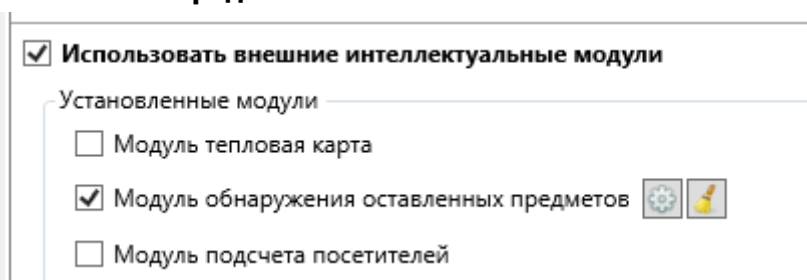 Использовать внешние интеллектуальные модули
Установленные модули
Модуль тепловая карта
Модуль обнаружения оставленных предметов
Модуль подсчета посетителей